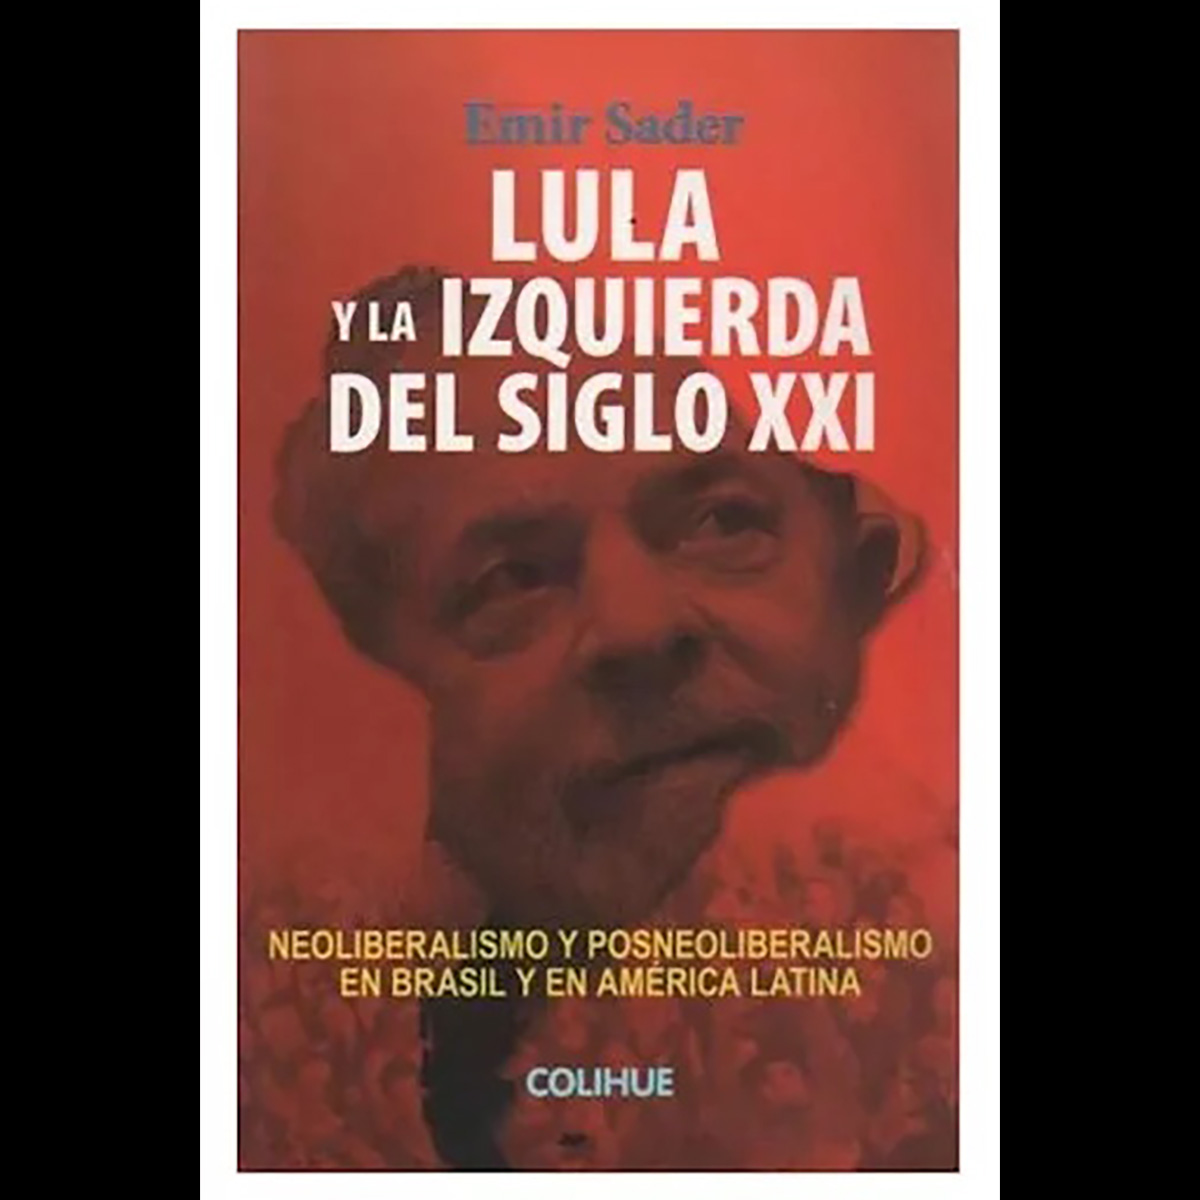 Emir Sader
LULA
Y LA IZQUIERDA
DEL SIGLO XXI
NEOLIBERALISMO Y POSNEOLIBERALISMO
EN BRASIL Y EN AMÉRICA LATINA
COLIHUE